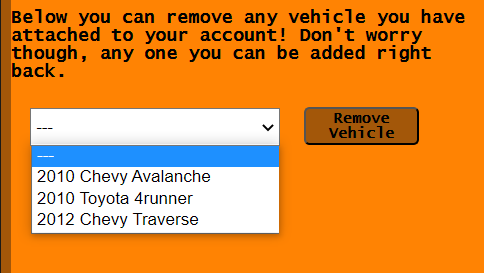 Below you can remove any vehicle you have
attached to your account! Don't worry
though, any one you can be added right
back.
---
Remove
Vehicle
---
2010 Chevy Avalanche
2010 Toyota 4runner
2012 Chevy Traverse